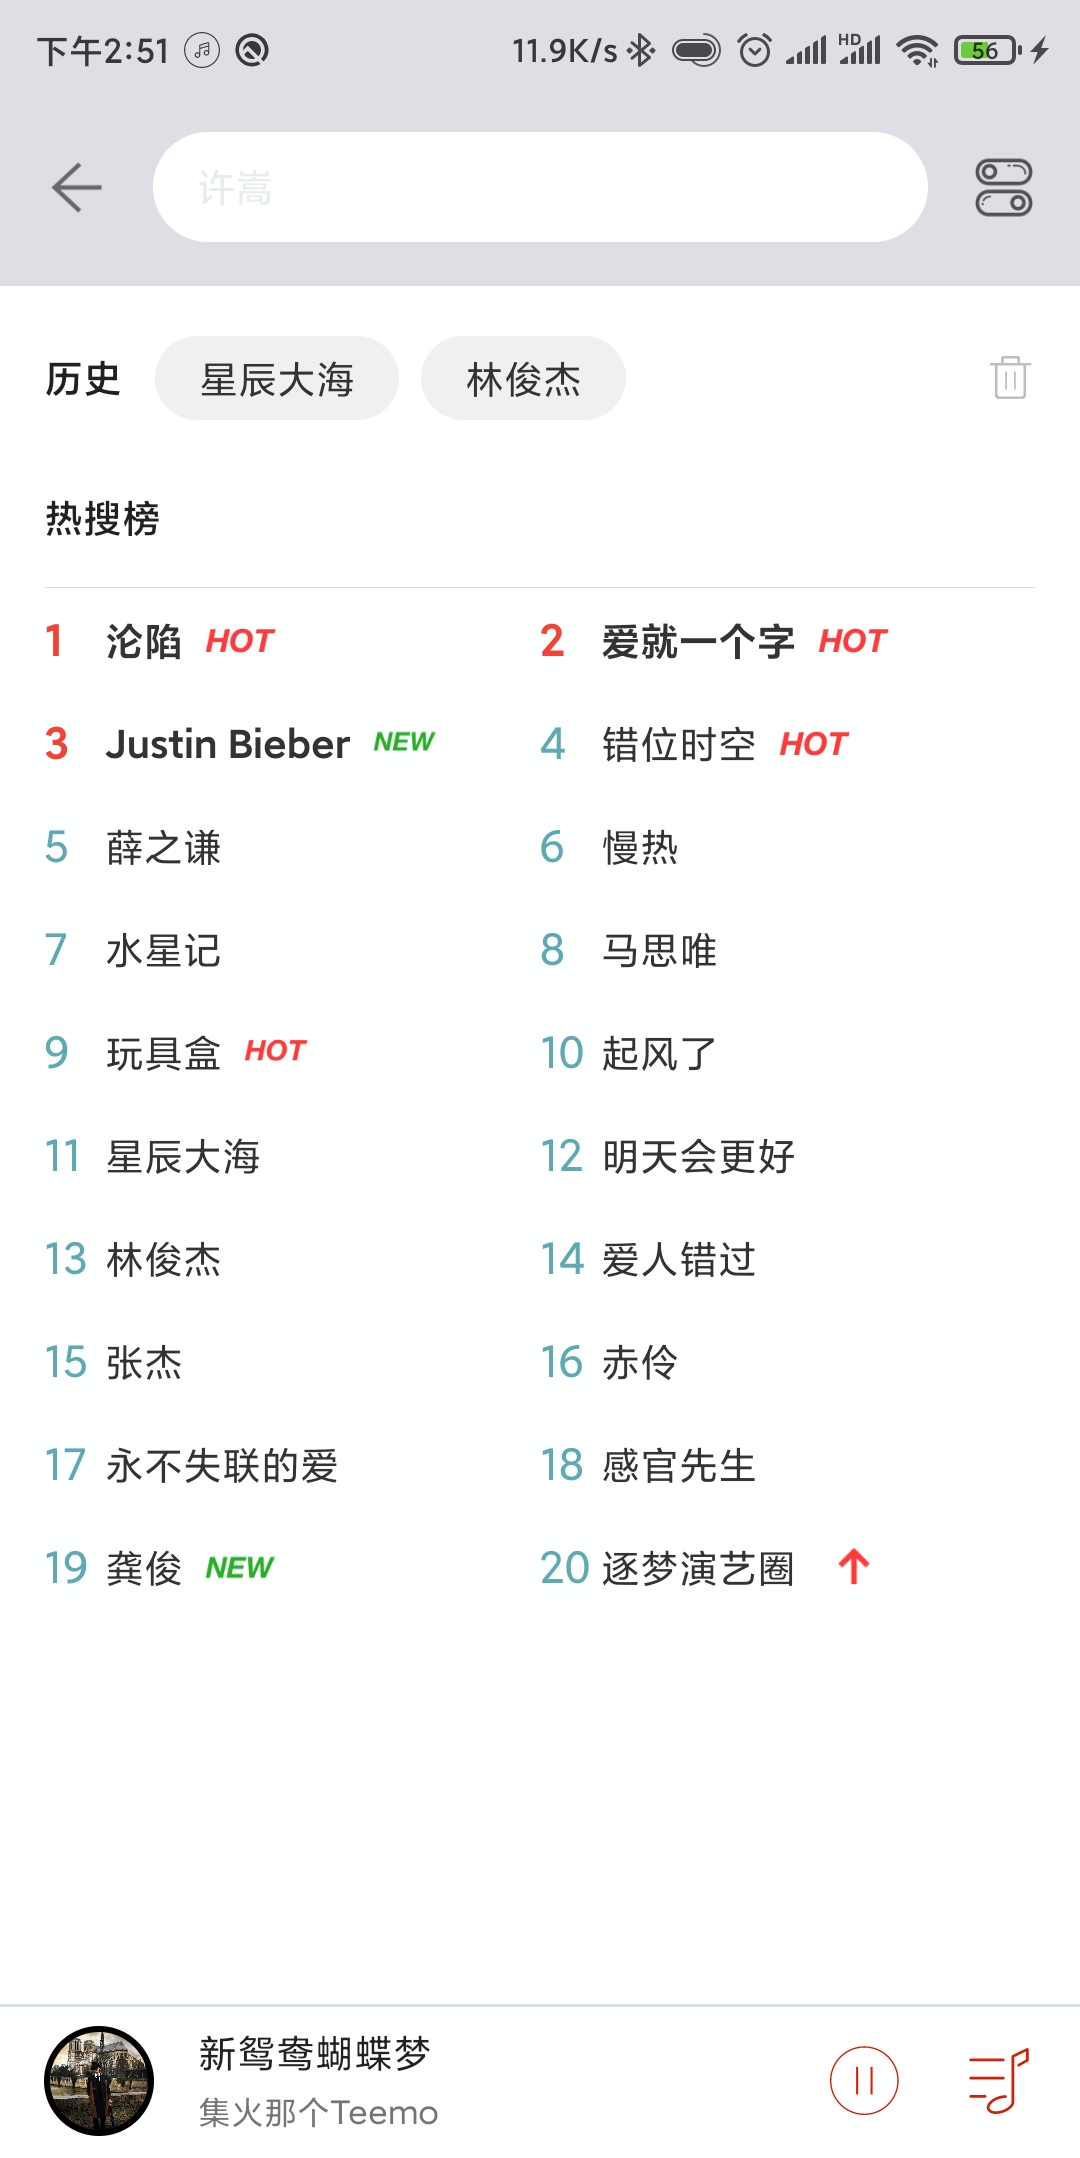 下午2:51 11.9K/s HD 56
许嵩
历史 星辰大海 林俊杰
热搜榜
1 沦陷 HOT 2 爱就一个字 HOT
3 Justin Bieber NEW 4 错位时空 HOT
5 薛之谦 6 慢热
7 水星记 8 马思唯
9 玩具盒 HOT 10 起风了
11 星辰大海 12 明天会更好
13 林俊杰 14 爱人错过
15 张杰 16 赤伶
17 永不失联的爱 18 感官先生
19 龚俊 NEW 20 逐梦演艺圈
新鸳鸯蝴蝶梦
集火那个Teemo